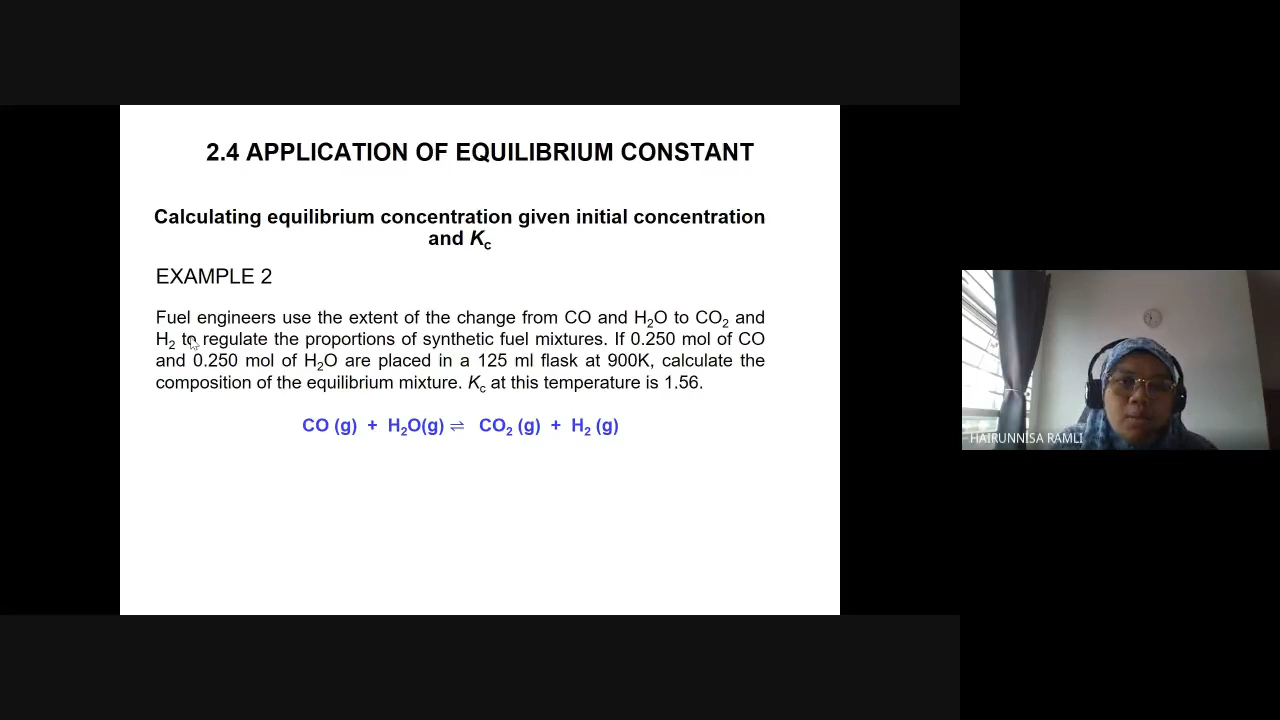 2.4 APPLICATION OF EQUILIBRIUM CONSTANT
Calculating equilibrium concentration given initial concentration
and Kc
EXAMPLE 2
Fuel engineers use the extent of the change from CO and H₂O to CO₂ and
H₂ to regulate the proportions of synthetic fuel mixtures. If 0.250 mol of CO
and 0.250 mol of H₂O are placed in a 125 ml flask at 900K, calculate the
composition of the equilibrium mixture. Kc at this temperature is 1.56.
CO (g) + H₂O(g) ⇌ CO₂ (g) + H₂ (g)
HAIRUNNISA RAMLI